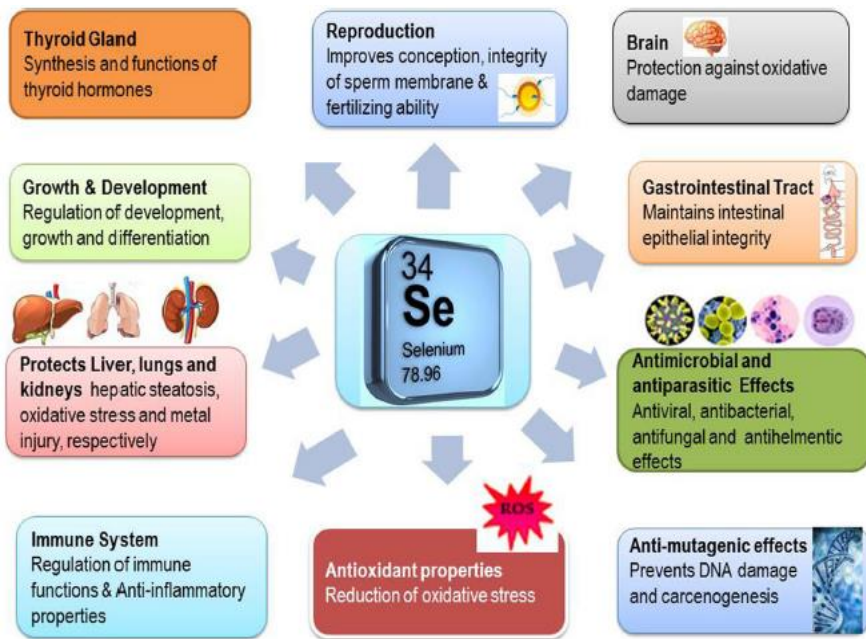 Thyroid Gland
Synthesis and functions of
thyroid hormones
Reproduction
Improves conception, integrity
of sperm membrane &
fertilizing ability
Brain
Protection against oxidative
damage
Growth & Development
Regulation of development,
growth and differentiation
Gastrointestinal Tract
Maintains intestinal
epithelial integrity
34
Se
Selenium
78.96
Protects Liver, lungs and
kidneys hepatic steatosis,
oxidative stress and metal
injury, respectively
Antimicrobial and
antiparasitic Effects
Antiviral, antibacterial,
antifungal and antihelmentic
effects
Immune System
Regulation of immune
functions & Anti-inflammatory
properties
ROS
Antioxidant properties
Reduction of oxidative stress
Anti-mutagenic effects
Prevents DNA damage
and carcenogenesis